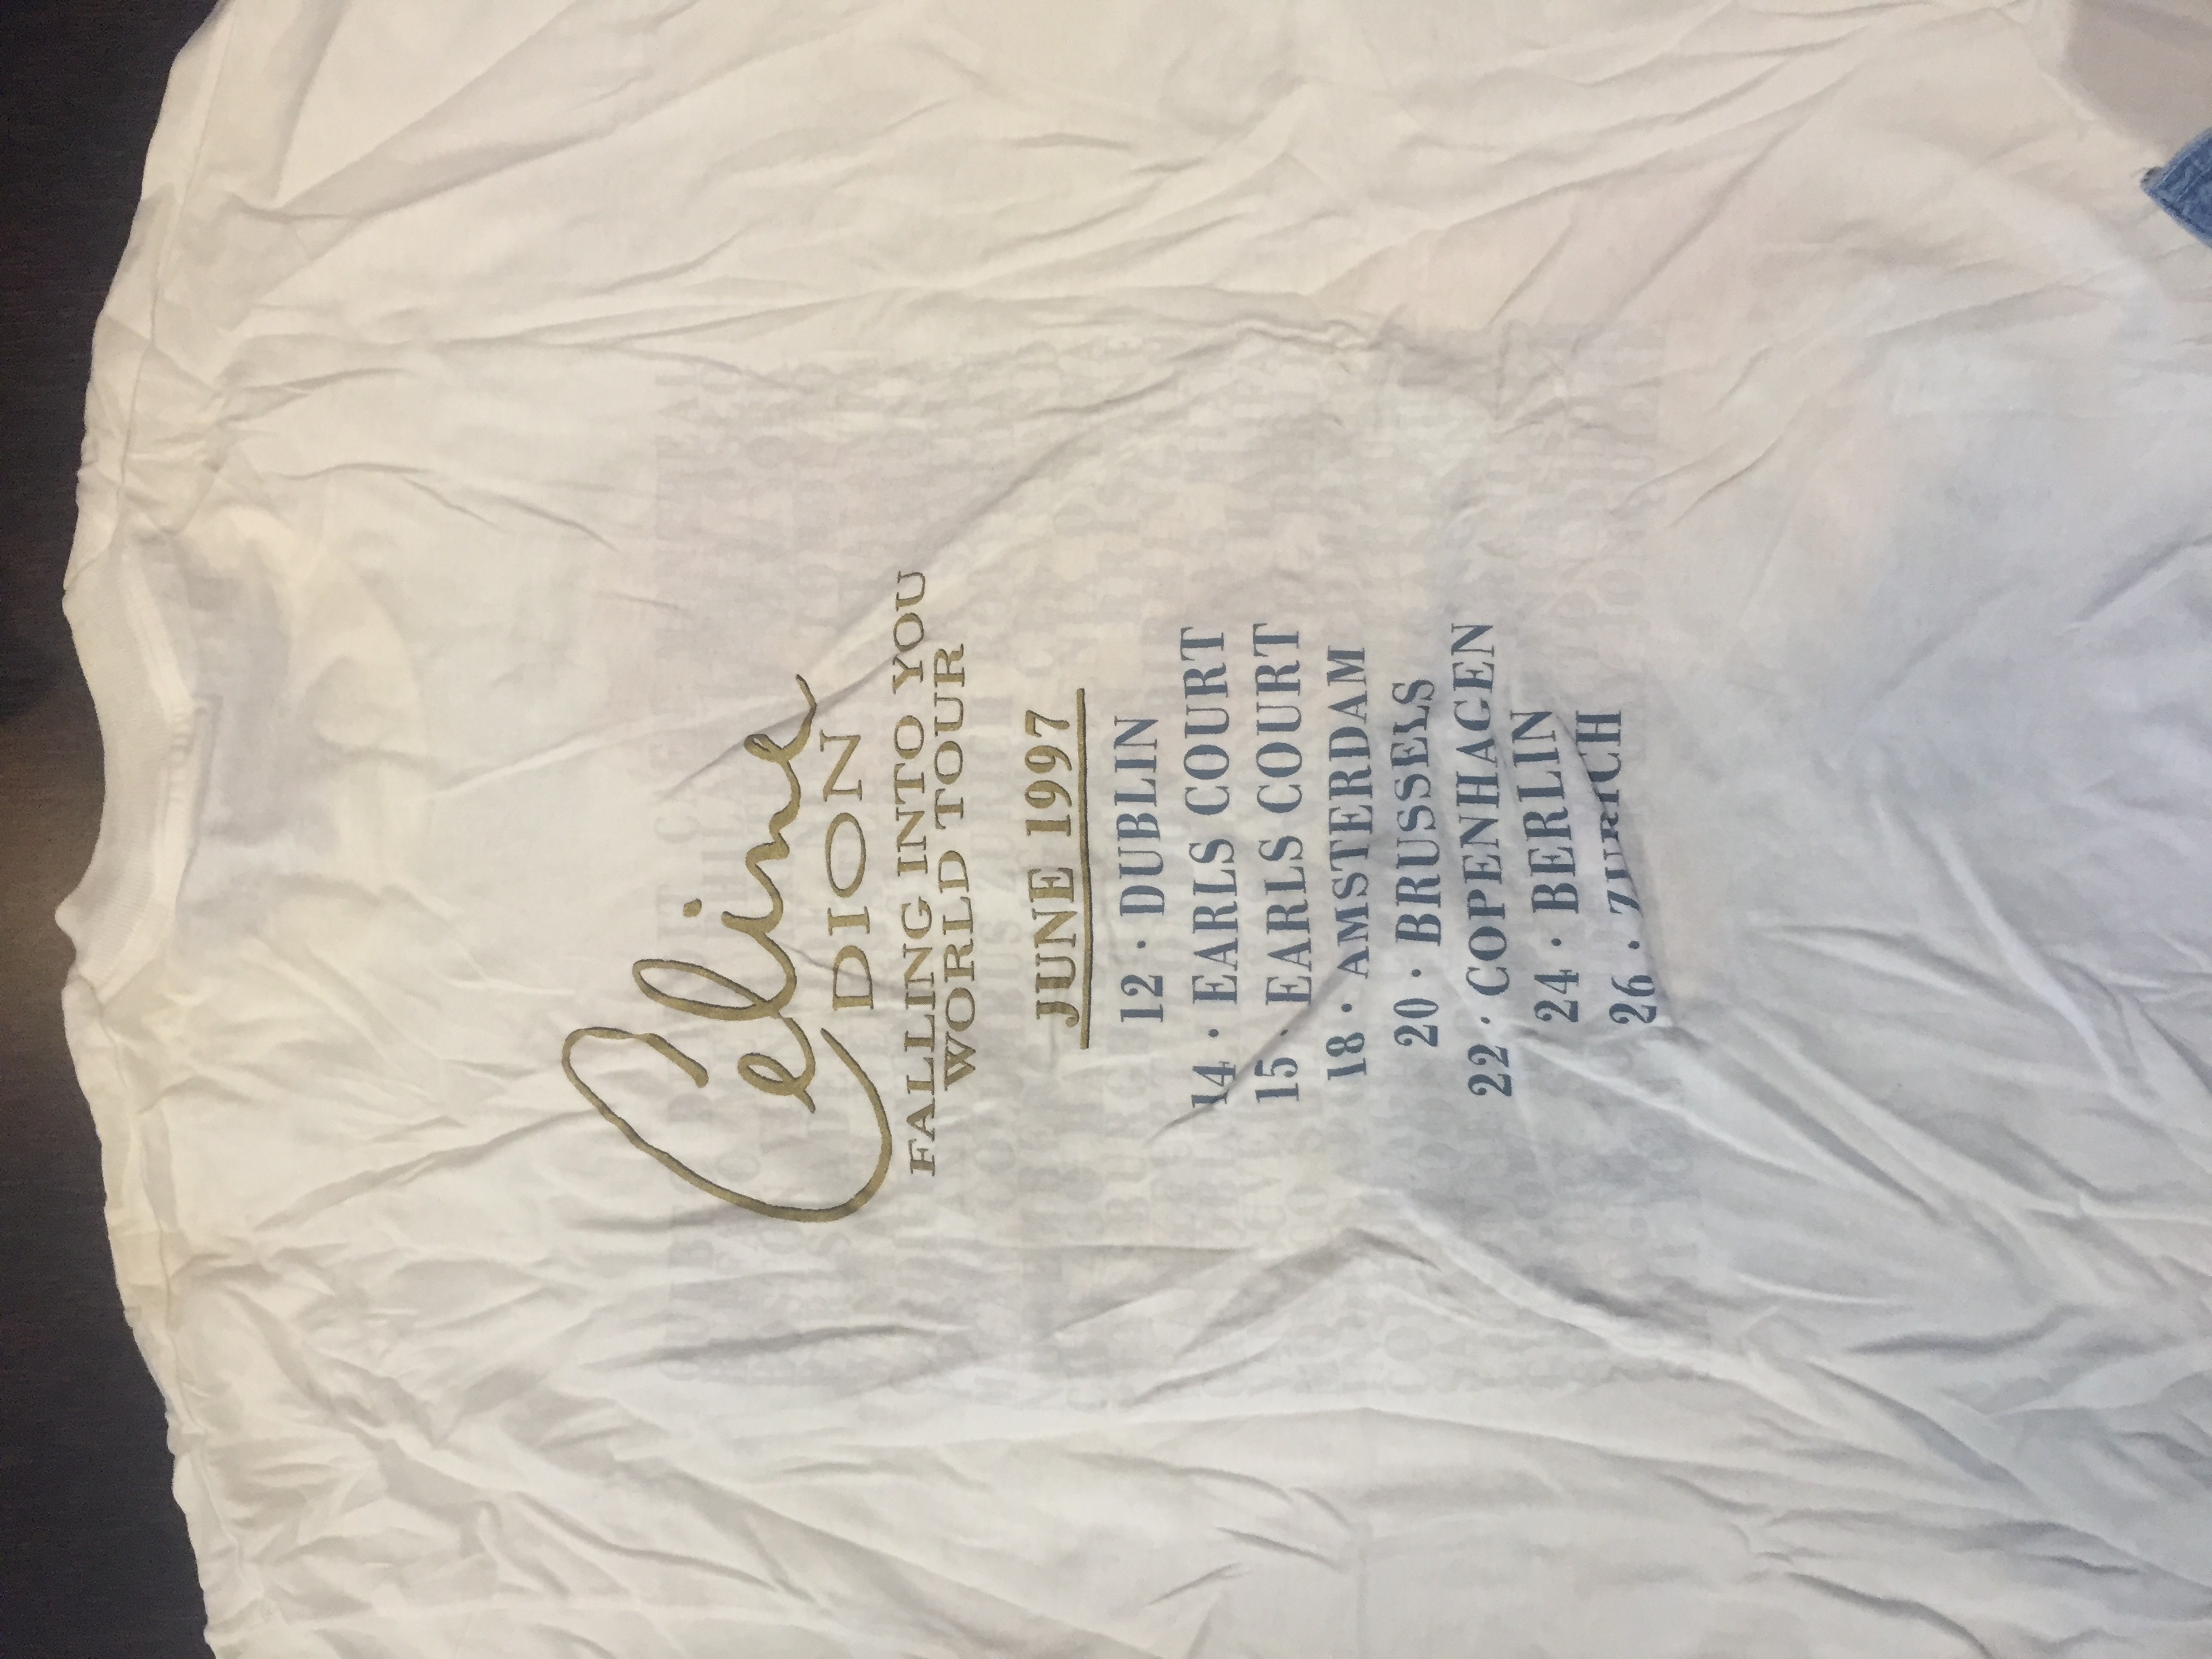 Céline
DION
FALLING INTO YOU
WORLD TOUR
JUNE 1997
12 · DUBLIN
14 · EARLS COURT
15 · EARLS COURT
18 · AMSTERDAM
20 · BRUSSELS
22 · COPENHAGEN
24 · BERLIN
26 · ZURICH